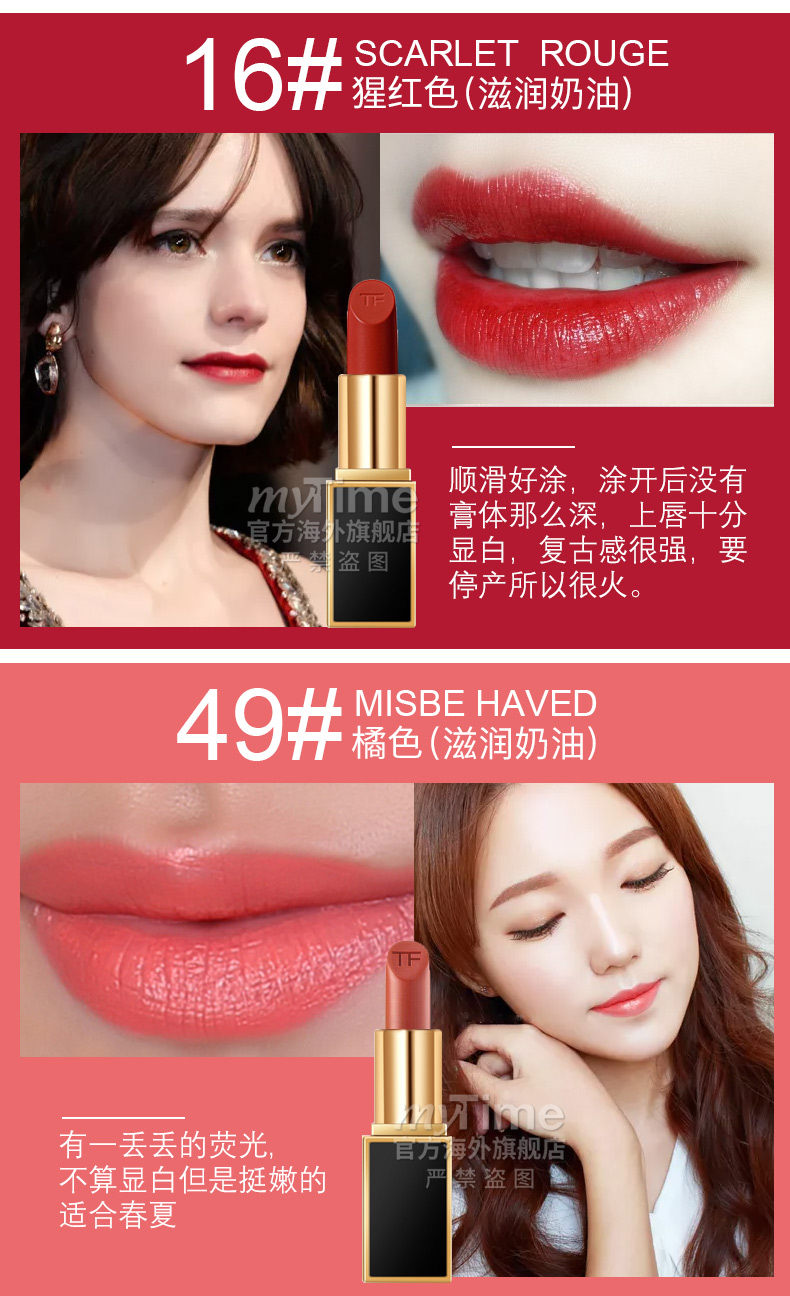 16# SCARLET ROUGE
猩红色(滋润奶油)
TF
顺滑好涂，涂开后没有
膏体那么深，上唇十分
显白，复古感很强，要
停产所以很火。
myTime
官方海外旗舰店
严禁盗图
49# MISBE HAVED
橘色(滋润奶油)
TF
有一丢丢的荧光,
不算显白但是挺嫩的
适合春夏
myTime
官方海外旗舰店
严禁盗图